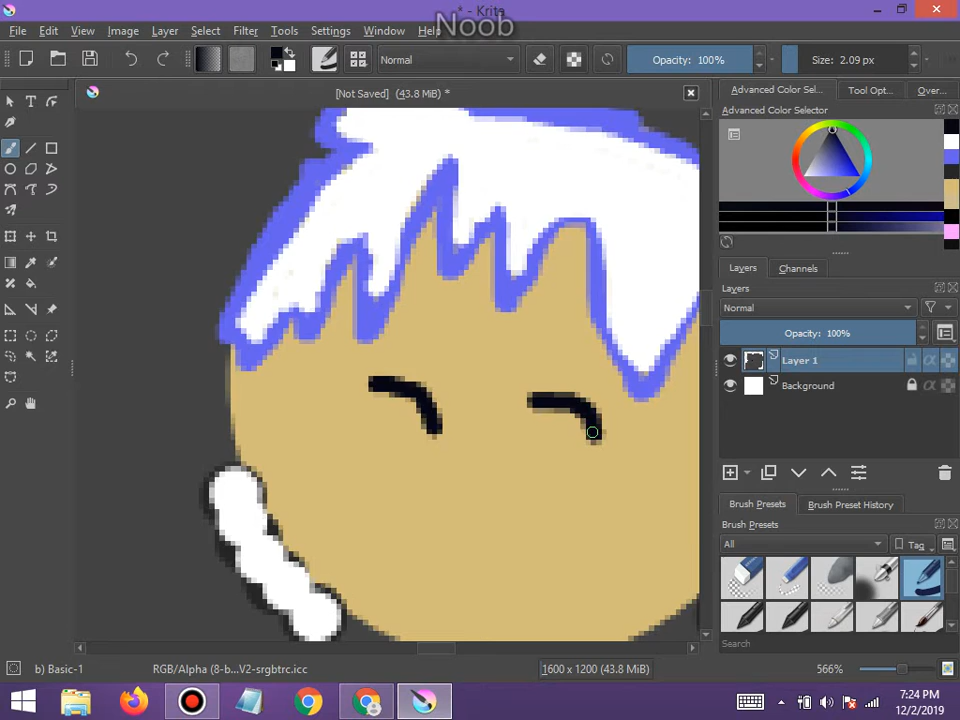 * - Krita
Noob
File Edit View Image Layer Select Filter Tools Settings Window Help
Normal Opacity: 100% Size: 2.09 px
[Not Saved] (43.8 MiB) *
Advanced Color Sel... Tool Opt... Over...
Advanced Color Selector
Layers Channels
Layers
Normal
Opacity: 100%
Layer 1
Background
Brush Presets Brush Preset History
Brush Presets
All Tag
Search
b) Basic-1 RGB/Alpha (8-b...V2-srgbtrc.icc 1600 x 1200 (43.8 MiB) 566%
7:24 PM
12/2/2019